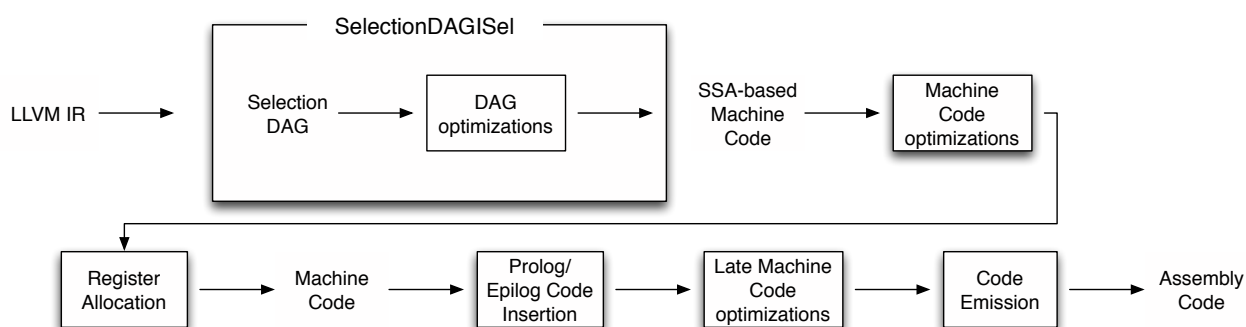 SelectionDAGISel
LLVM IR
Selection
DAG
DAG
optimizations
SSA-based
Machine
Code
Machine
Code
optimizations
Register
Allocation
Machine
Code
Prolog/
Epilog Code
Insertion
Late Machine
Code
optimizations
Code
Emission
Assembly
Code